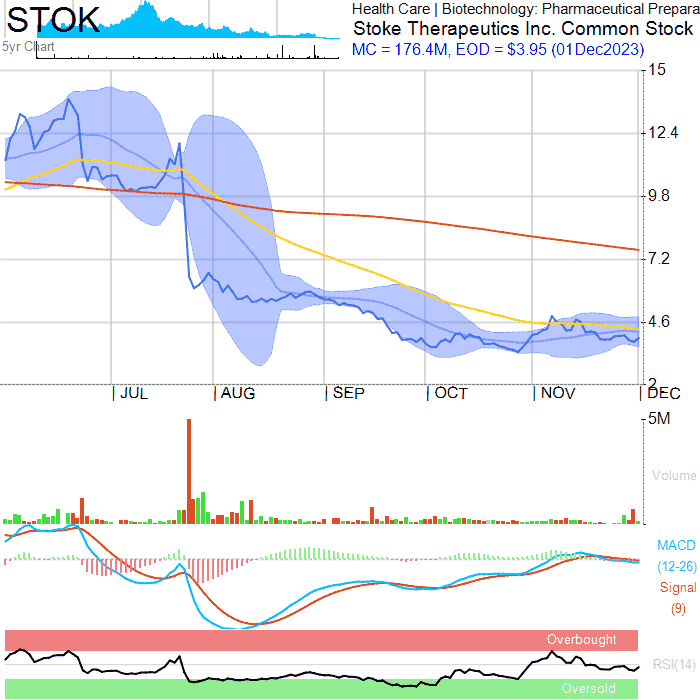 STOK
Health Care | Biotechnology: Pharmaceutical Prepara
Stoke Therapeutics Inc. Common Stock
5yr Chart
MC = 176.4M, EOD = $3.95 (01Dec2023)
15
12.4
9.8
7.2
4.6
2
JUL AUG SEP OCT NOV DEC
5M
Volume
MACD
(12-26)
Signal
(9)
Overbought
RSI(14)
Oversold